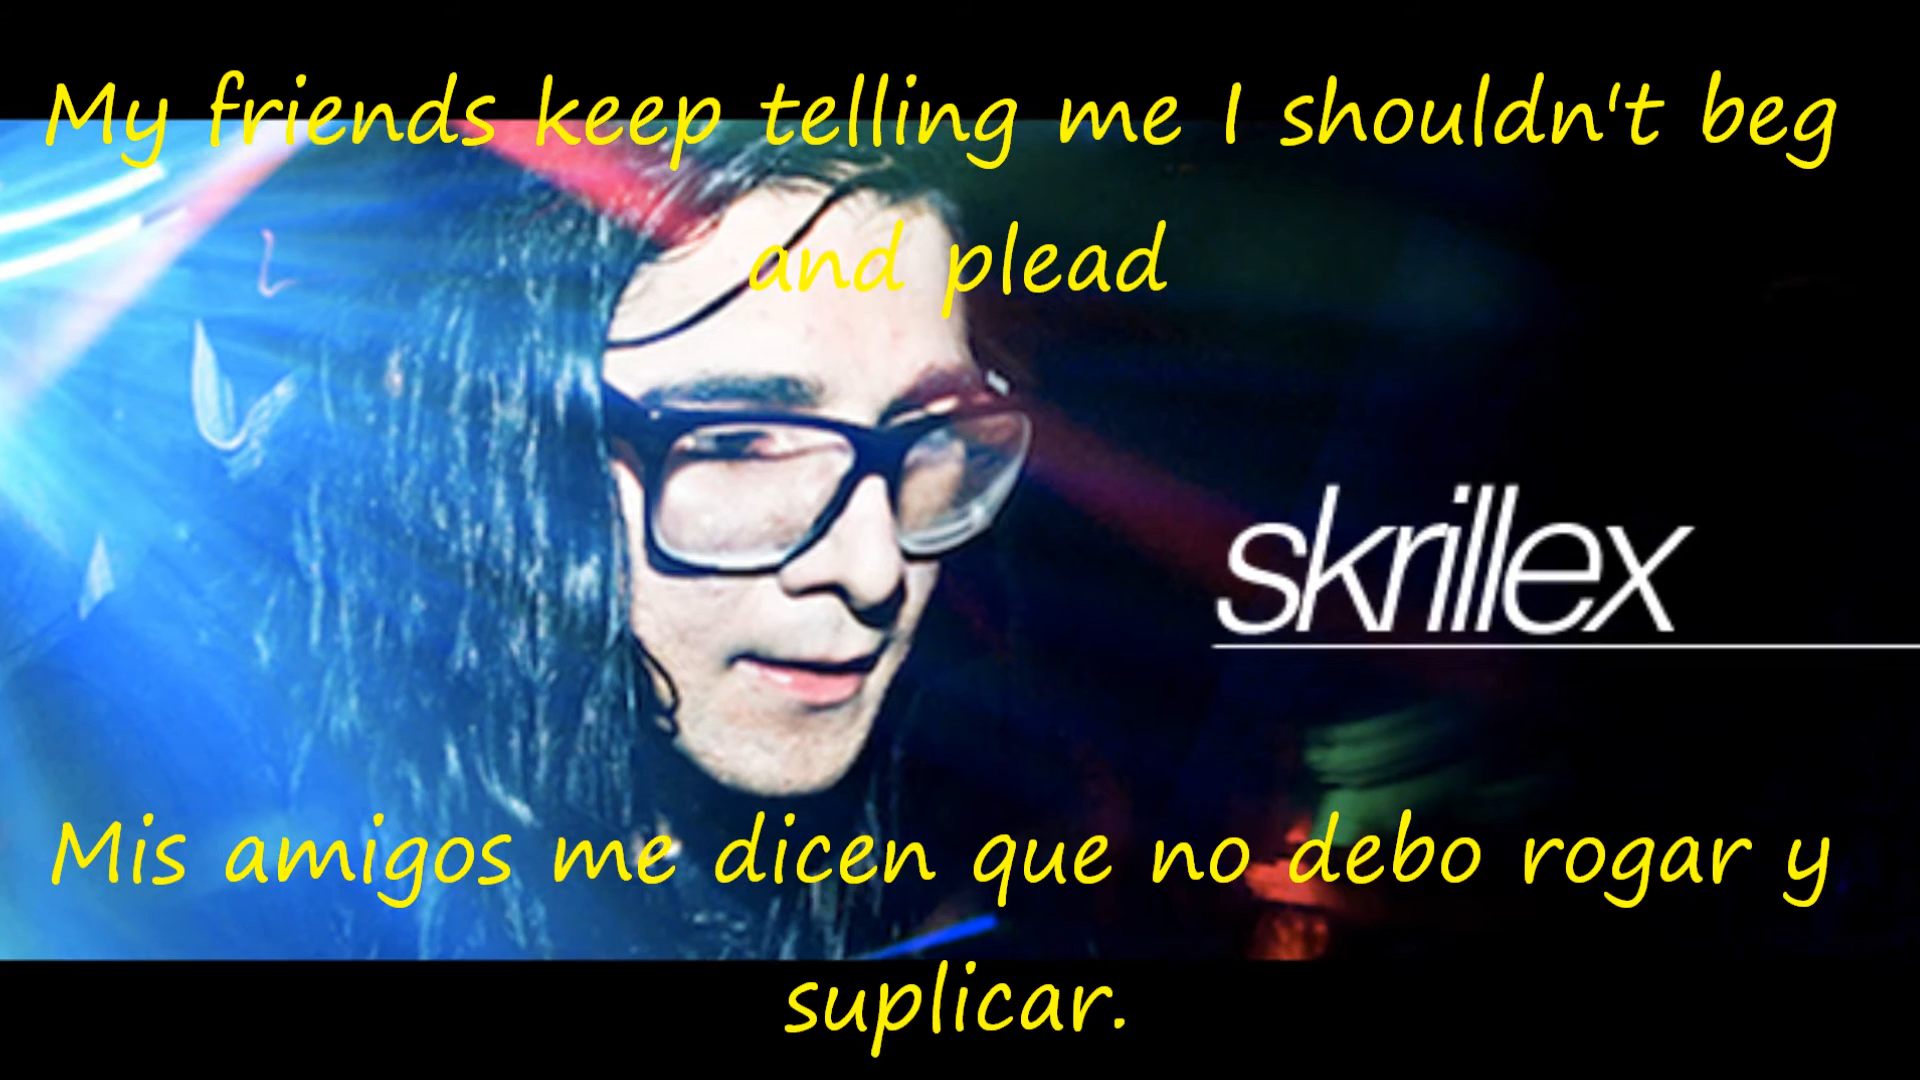 My friends keep telling me I shouldn't beg
and plead
skrillex
Mis amigos me dicen que no debo rogar y
suplicar.